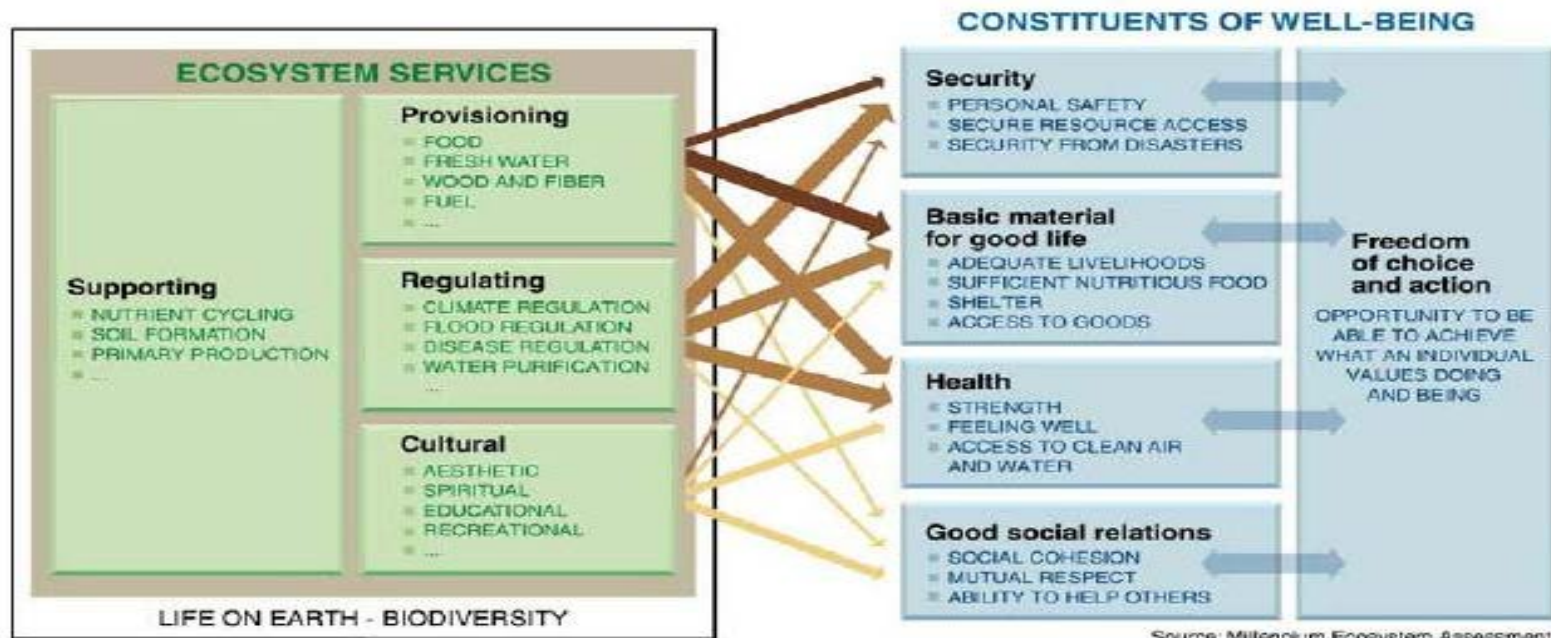 CONSTITUENTS OF WELL-BEING
ECOSYSTEM SERVICES
Supporting
NUTRIENT CYCLING
SOIL FORMATION
PRIMARY PRODUCTION
...
Provisioning
FOOD
FRESH WATER
WOOD AND FIBER
FUEL
...
Regulating
CLIMATE REGULATION
FLOOD REGULATION
DISEASE REGULATION
WATER PURIFICATION
...
Cultural
AESTHETIC
SPIRITUAL
EDUCATIONAL
RECREATIONAL
...
LIFE ON EARTH - BIODIVERSITY
Security
PERSONAL SAFETY
SECURE RESOURCE ACCESS
SECURITY FROM DISASTERS
Basic material
for good life
ADEQUATE LIVELIHOODS
SUFFICIENT NUTRITIOUS FOOD
SHELTER
ACCESS TO GOODS
Health
STRENGTH
FEELING WELL
ACCESS TO CLEAN AIR
AND WATER
Good social relations
SOCIAL COHESION
MUTUAL RESPECT
ABILITY TO HELP OTHERS
Freedom
of choice
and action
OPPORTUNITY TO BE
ABLE TO ACHIEVE
WHAT AN INDIVIDUAL
VALUES DOING
AND BEING
Source: Millennium Ecosystem Assessment